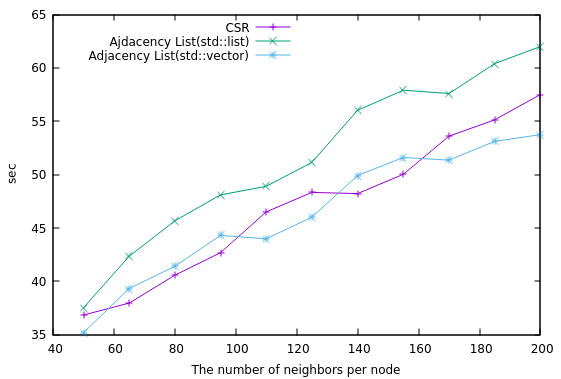 65
60
55
50
45
40
35
sec
CSR
Ajdacency List(std::list)
Adjacency List(std::vector)
40 60 80 100 120 140 160 180 200
The number of neighbors per node